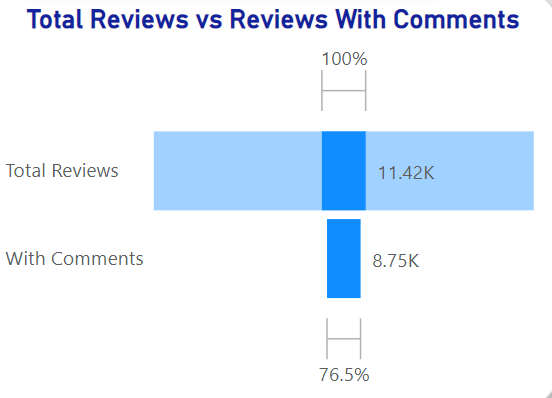 Total Reviews vs Reviews With Comments
100%
Total Reviews
11.42K
With Comments
8.75K
76.5%